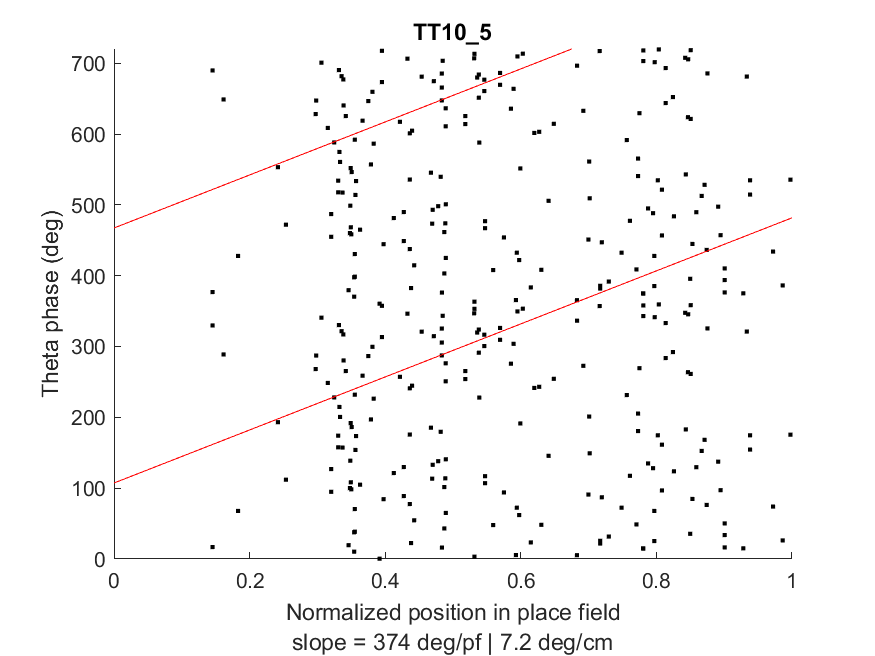 TT10_5
700
600
500
400
300
200
100
0
Theta phase (deg)
0 0.2 0.4 0.6 0.8 1
Normalized position in place field
slope = 374 deg/pf | 7.2 deg/cm